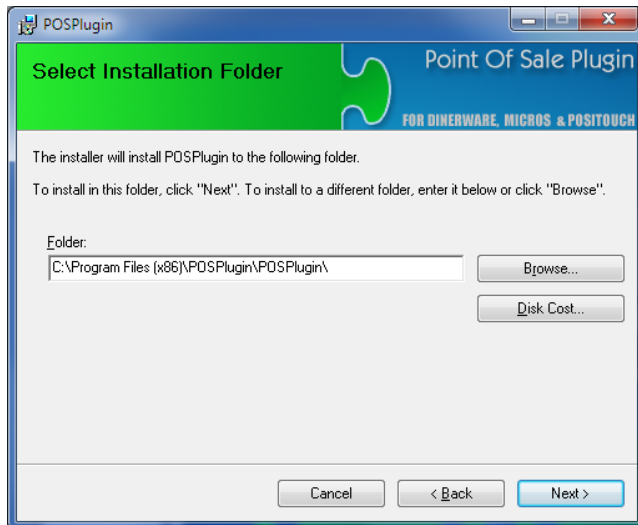 POSPlugin
Select Installation Folder
Point Of Sale Plugin
FOR DINERWARE, MICROS & POSITOUCH
The installer will install POSPlugin to the following folder.
To install in this folder, click "Next". To install to a different folder, enter it below or click "Browse".
Folder:
C:\Program Files (x86)\POSPlugin\POSPlugin\
Browse...
Disk Cost...
Cancel
< Back
Next >